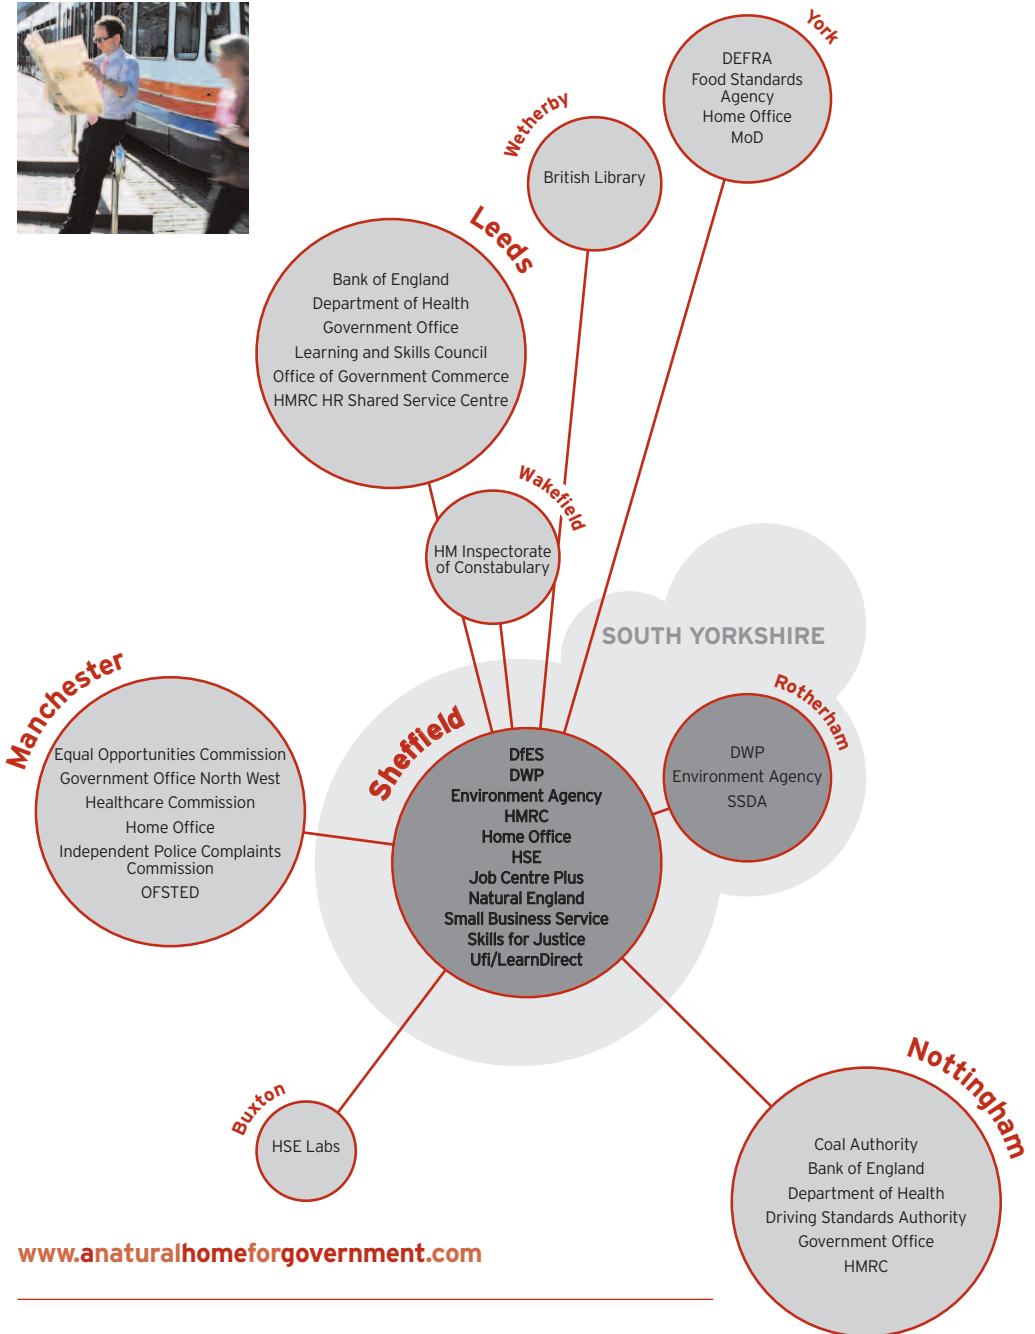 York
DEFRA
Food Standards
Agency
Home Office
MoD
Wetherby
British Library
Leeds
Bank of England
Department of Health
Government Office
Learning and Skills Council
Office of Government Commerce
HMRC HR Shared Service Centre
Wakefield
HM Inspectorate
of Constabulary
SOUTH YORKSHIRE
Manchester
Equal Opportunities Commission
Government Office North West
Healthcare Commission
Home Office
Independent Police Complaints
Commission
OFSTED
Sheffield
DfES
DWP
Environment Agency
HMRC
Home Office
HSE
Job Centre Plus
Natural England
Small Business Service
Skills for Justice
Ufi/LearnDirect
Rotherham
DWP
Environment Agency
SSDA
Buxton
HSE Labs
Nottingham
Coal Authority
Bank of England
Department of Health
Driving Standards Authority
Government Office
HMRC
www.anaturalhomeforgovernment.com